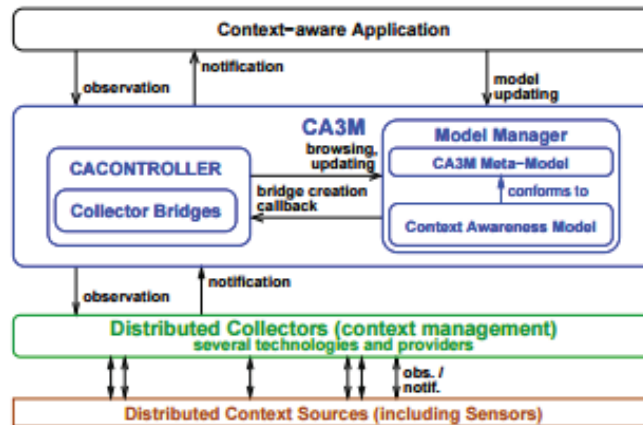 Context-aware Application
observation
notification
model
updating
CA3M
Model Manager
CA3M Meta-Model
conforms to
Context Awareness Model
CACONTROLLER
Collector Bridges
browsing,
updating
bridge creation
callback
observation
notification
Distributed Collectors (context management)
several technologies and providers
obs. /
notif.
Distributed Context Sources (including Sensors)